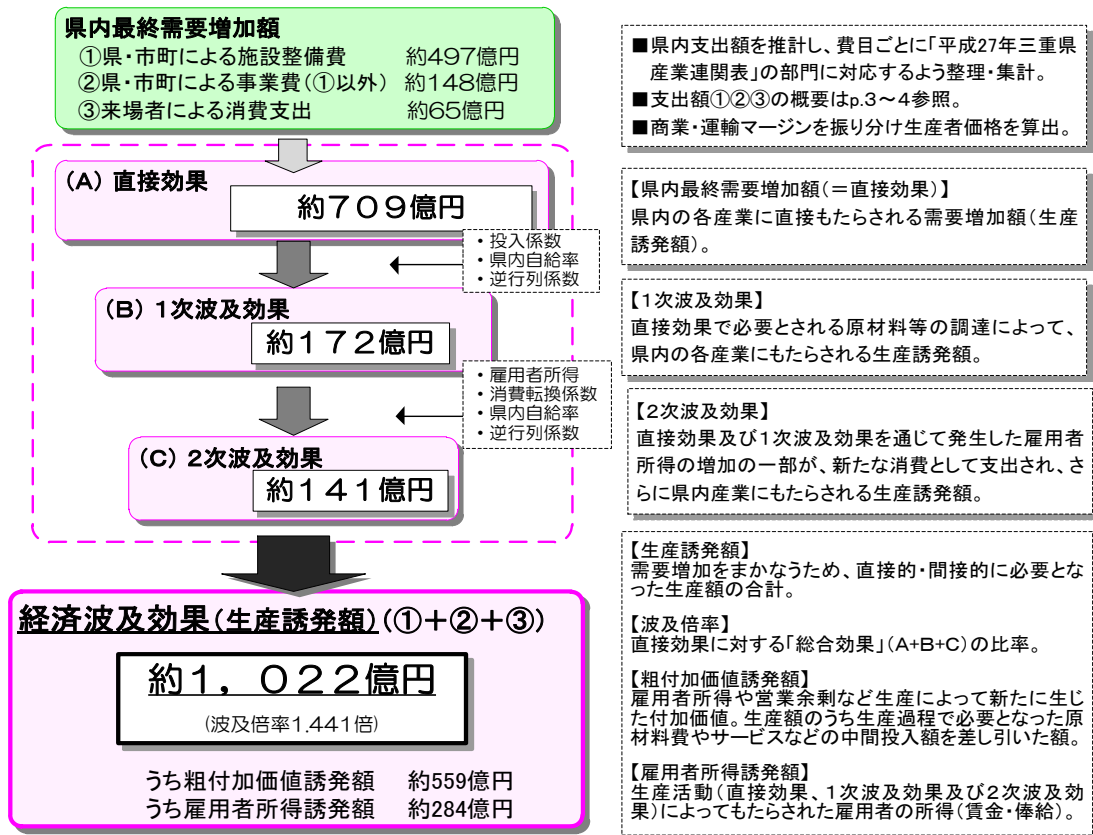 県内最終需要増加額
①県・市町による施設整備費 約497億円
②県・市町による事業費(①以外) 約148億円
③来場者による消費支出 約65億円
(A) 直接効果
約709億円
・投入係数
・県内自給率
・逆行列係数
(B) 1次波及効果
約172億円
・雇用者所得
・消費転換係数
・県内自給率
・逆行列係数
(C) 2次波及効果
約141億円
経済波及効果(生産誘発額)(①+②+③)
約1，022億円
(波及倍率1.441倍)
うち粗付加価値誘発額 約559億円
うち雇用者所得誘発額 約284億円
■県内支出額を推計し、費目ごとに「平成27年三重県
産業連関表」の部門に対応するよう整理・集計。
■支出額①②③の概要はp.3～4参照。
■商業・運輸マージンを振り分け生産者価格を算出。
【県内最終需要増加額(=直接効果)】
県内の各産業に直接もたらされる需要増加額(生産
誘発額)。
【1次波及効果】
直接効果で必要とされる原材料等の調達によって、
県内の各産業にもたらされる生産誘発額。
【2次波及効果】
直接効果及び1次波及効果を通じて発生した雇用者
所得の増加の一部が、新たな消費として支出され、さ
らに県内産業にもたらされる生産誘発額。
【生産誘発額】
需要増加をまかなうため、直接的・間接的に必要とな
った生産額の合計。
【波及倍率】
直接効果に対する「総合効果」(A+B+C)の比率。
【粗付加価値誘発額】
雇用者所得や営業余剰など生産によって新たに生じ
た付加価値。生産額のうち生産過程で必要となった原
材料費やサービスなどの中間投入額を差し引いた額。
【雇用者所得誘発額】
生産活動(直接効果、1次波及効果及び2次波及効
果)によってもたらされた雇用者の所得(賃金・俸給)。